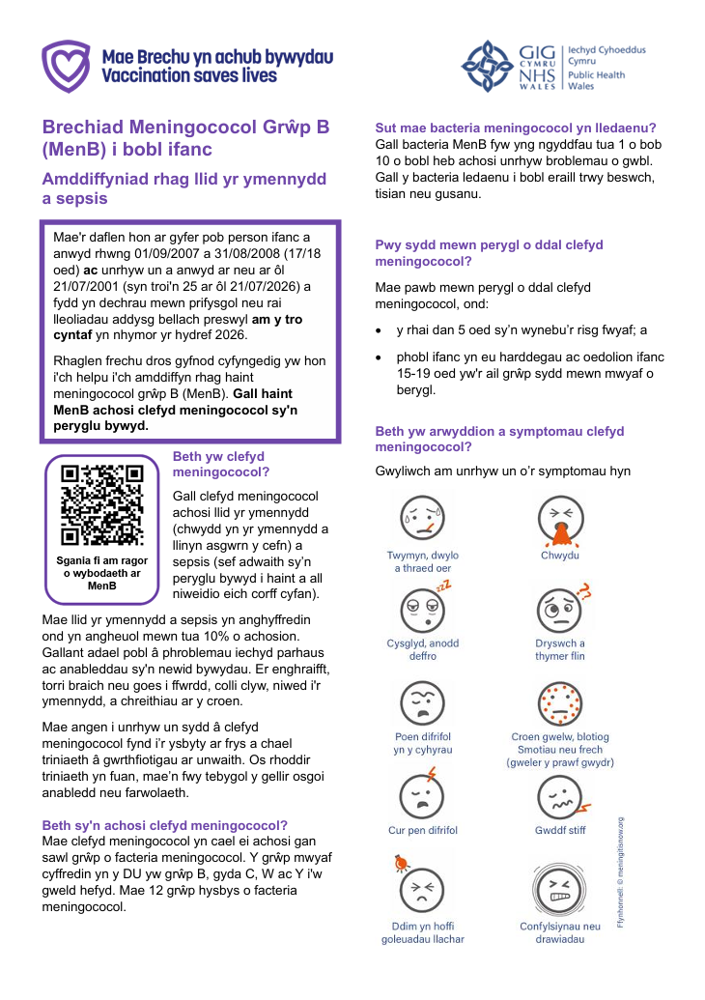 Mae Brechu yn achub bywydau
Vaccination saves lives
GIG
CYMRU
NHS
WALES
Iechyd Cyhoeddus
Cymru
Public Health
Wales
Brechiad Meningococol Grŵp B
(MenB) i bobl ifanc
Amddiffyniad rhag llid yr ymennydd
a sepsis
Mae'r daflen hon ar gyfer pob person ifanc a
anwyd rhwng 01/09/2007 a 31/08/2008 (17/18
oed) ac unrhyw un a anwyd ar neu ar ôl
21/07/2001 (syn troi'n 25 ar ôl 21/07/2026) a
fydd yn dechrau mewn prifysgol neu rai
lleoliadau addysg bellach preswyl am y tro
cyntaf yn nhymor yr hydref 2026.
Rhaglen frechu dros gyfnod cyfyngedig yw hon
i'ch helpu i'ch amddiffyn rhag haint
meningococol grŵp B (MenB). Gall haint
MenB achosi clefyd meningococol sy'n
peryglu bywyd.
Sgania fi am ragor
o wybodaeth ar
MenB
Beth yw clefyd
meningococol?
Gall clefyd meningococol
achosi llid yr ymennydd
(chwydd yn yr ymennydd a
llinyn asgwrn y cefn) a
sepsis (sef adwaith sy'n
peryglu bywyd i haint a all
niweidio eich corff cyfan).
Mae llid yr ymennydd a sepsis yn anghyffredin
ond yn angheuol mewn tua 10% o achosion.
Gallant adael pobl â phroblemau iechyd parhaus
ac anableddau sy'n newid bywydau. Er enghraifft,
torri braich neu goes i ffwrdd, colli clyw, niwed i'r
ymennydd, a chreithiau ar y croen.
Mae angen i unrhyw un sydd â clefyd
meningococol fynd i'r ysbyty ar frys a chael
triniaeth â gwrthfiotigau ar unwaith. Os rhoddir
triniaeth yn fuan, mae'n fwy tebygol y gellir osgoi
anabledd neu farwolaeth.
Beth sy'n achosi clefyd meningococol?
Mae clefyd meningococol yn cael ei achosi gan
sawl grŵp o facteria meningococol. Y grŵp mwyaf
cyffredin yn y DU yw grŵp B, gyda C, W ac Y i'w
gweld hefyd. Mae 12 grŵp hysbys o facteria
meningococol.
Sut mae bacteria meningococol yn lledaenu?
Gall bacteria MenB fyw yng ngyddfau tua 1 o bob
10 o bobl heb achosi unrhyw broblemau o gwbl.
Gall y bacteria ledaenu i bobl eraill trwy beswch,
tisian neu gusanu.
Pwy sydd mewn perygl o ddal clefyd
meningococol?
Mae pawb mewn perygl o ddal clefyd
meningococol, ond:
• y rhai dan 5 oed sy'n wynebu'r risg fwyaf; a
• phobl ifanc yn eu harddegau ac oedolion ifanc
15-19 oed yw'r ail grŵp sydd mewn mwyaf o
berygl.
Beth yw arwyddion a symptomau clefyd
meningococol?
Gwyliwch am unrhyw un o'r symptomau hyn
Twymyn, dwylo
a thraed oer
Chwydu
zzZ
Cysglyd, anodd
deffro
??
Dryswch a
thymer flin
Poen difrifol
yn y cyhyrau
Croen gwelw, blotiog
Smotiau neu frech
(gweler y prawf gwydr)
Cur pen difrifol
Gwddf stiff
Ddim yn hoffi
goleuadau llachar
Confylsiynau neu
drawiadau
Ffynhonnell: © meningitisnow.org